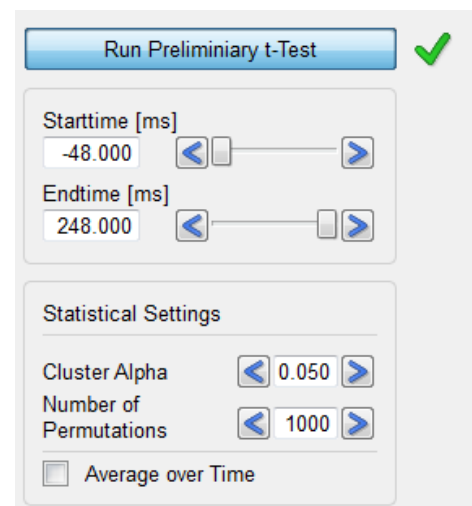 Run Preliminiary t-Test
Starttime [ms]
-48.000
Endtime [ms]
248.000
Statistical Settings
Cluster Alpha 0.050
Number of
Permutations 1000
Average over Time